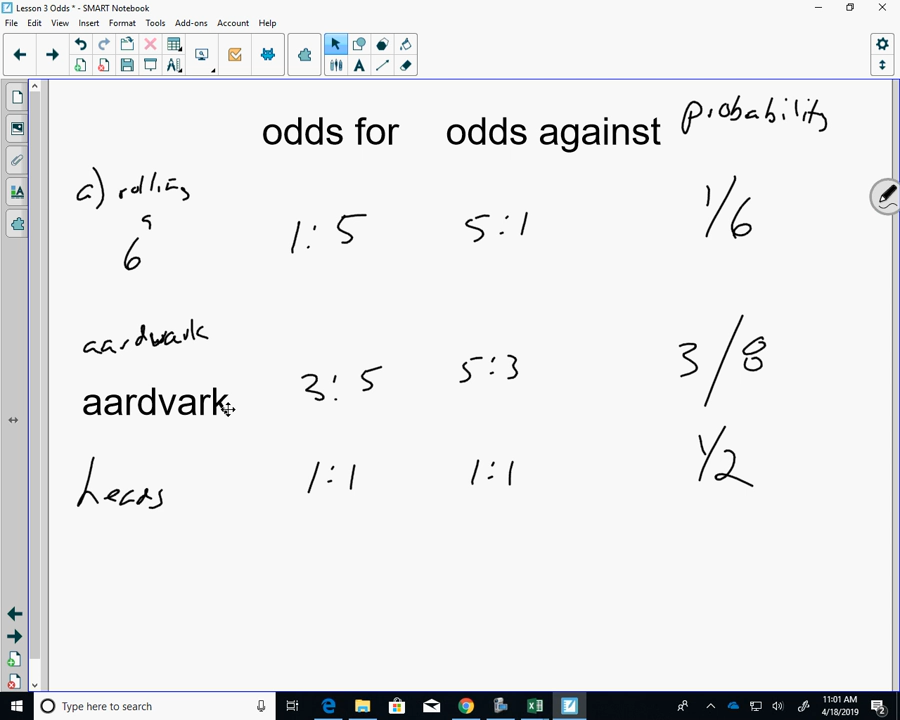 Lesson 3 Odds * - SMART Notebook
File Edit View Insert Format Tools Add-ons Account Help
odds for odds against probability
a) rolling
a
6 1:5 5:1 1/6
aardwark
aardvark 3:5 5:3 3/8
heads 1:1 1:1 1/2
Type here to search
11:01 AM
4/18/2019
2